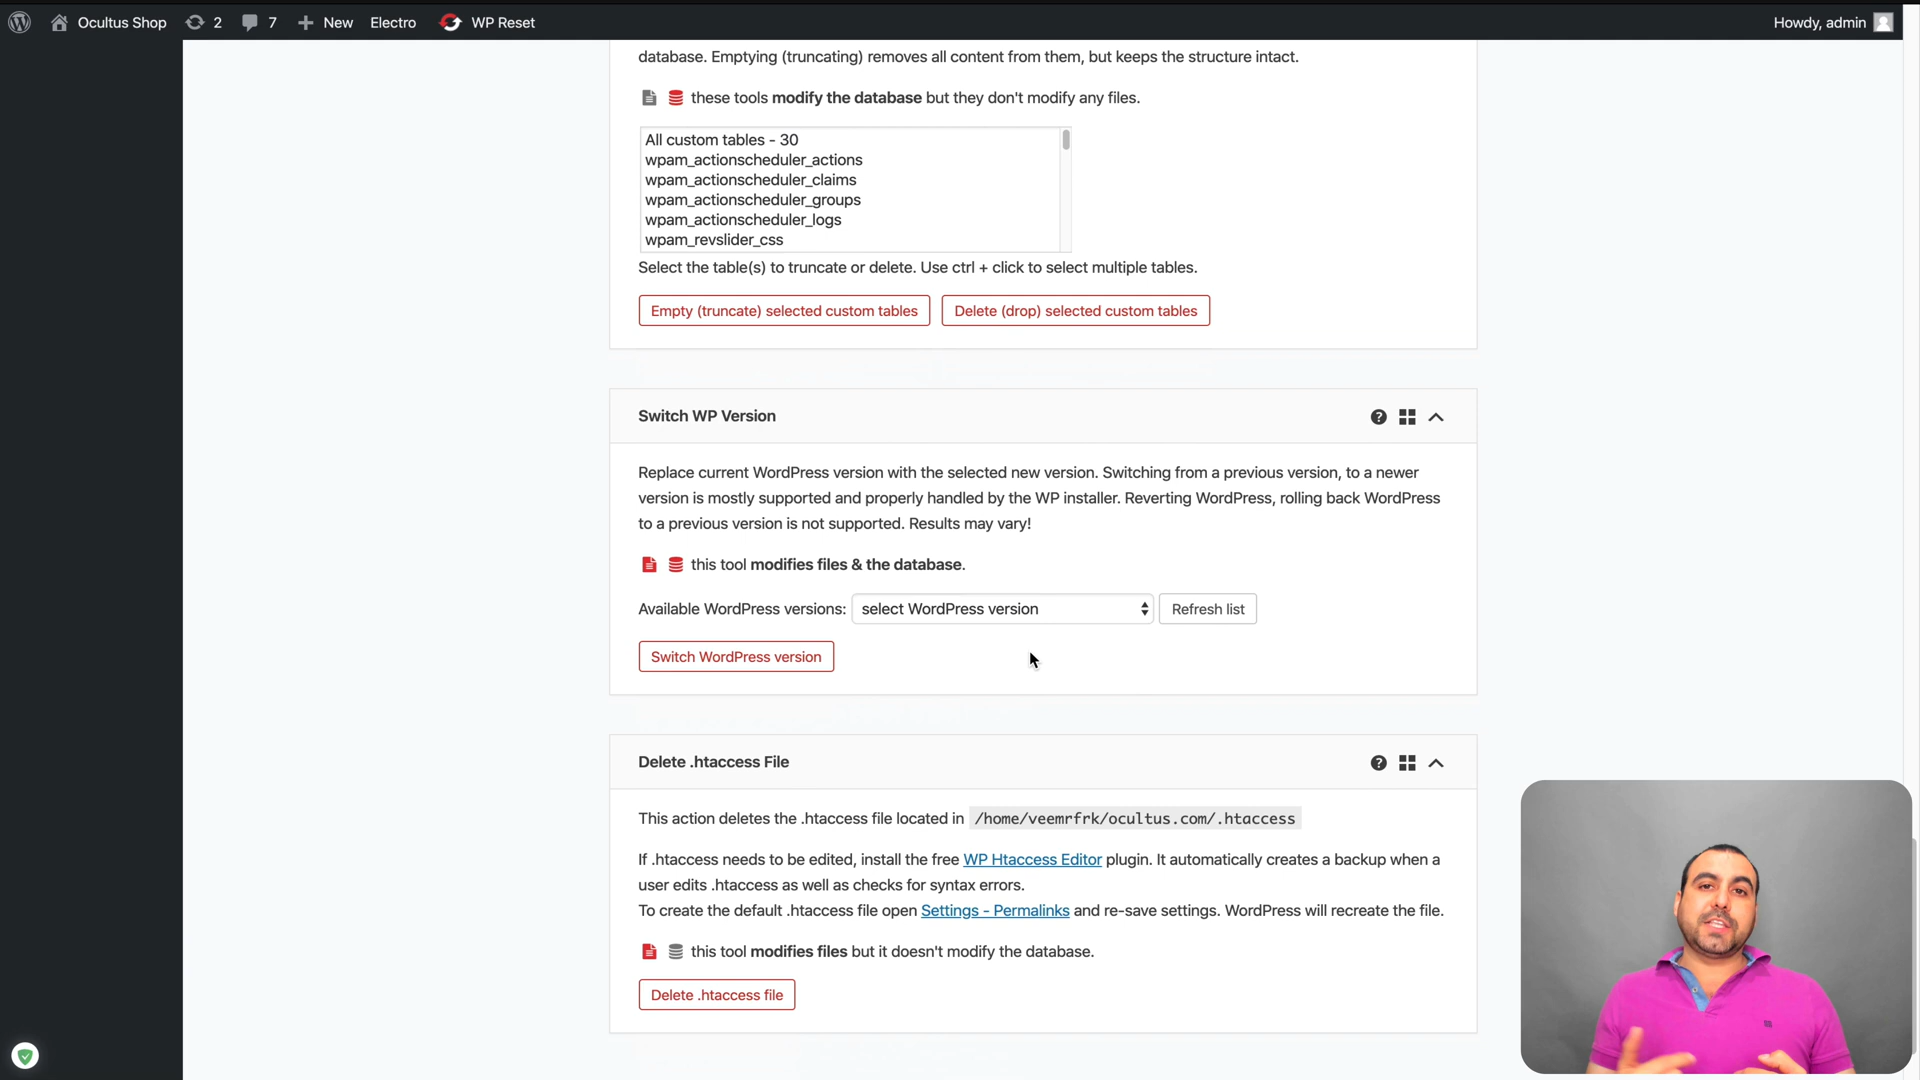 Ocultus Shop 2 7 New Electro WP Reset Howdy, admin
database. Emptying (truncating) removes all content from them, but keeps the structure intact.
these tools modify the database but they don't modify any files.
All custom tables - 30
wpam_actionscheduler_actions
wpam_actionscheduler_claims
wpam_actionscheduler_groups
wpam_actionscheduler_logs
wpam_revslider_css
Select the table(s) to truncate or delete. Use ctrl + click to select multiple tables.
Empty (truncate) selected custom tables Delete (drop) selected custom tables
Switch WP Version
Replace current WordPress version with the selected new version. Switching from a previous version, to a newer
version is mostly supported and properly handled by the WP installer. Reverting WordPress, rolling back WordPress
to a previous version is not supported. Results may vary!
this tool modifies files & the database.
Available WordPress versions: select WordPress version Refresh list
Switch WordPress version
Delete .htaccess File
This action deletes the .htaccess file located in /home/veemrfrk/ocultus.com/.htaccess
If .htaccess needs to be edited, install the free WP Htaccess Editor plugin. It automatically creates a backup when a
user edits .htaccess as well as checks for syntax errors.
To create the default .htaccess file open Settings - Permalinks and re-save settings. WordPress will recreate the file.
this tool modifies files but it doesn't modify the database.
Delete .htaccess file